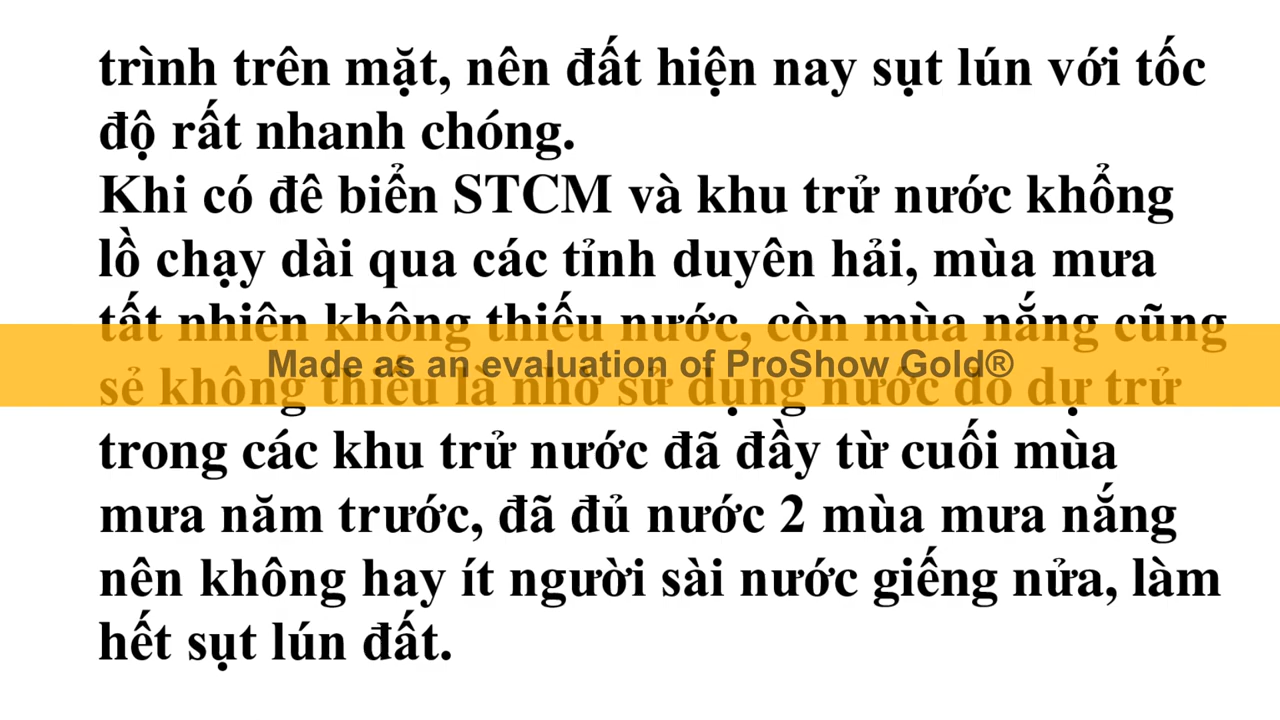 trình trên mặt, nên đất hiện nay sụt lún với tốc
độ rất nhanh chóng.
Khi có đê biển STCM và khu trử nước khổng
lồ chạy dài qua các tỉnh duyên hải, mùa mưa
tất nhiên không thiếu nước, còn mùa nắng cũng
Made as an evaluation of ProShow Gold®
sẻ không thiếu là nhờ sử dụng nước đó dự trử
trong các khu trử nước đã đầy từ cuối mùa
mưa năm trước, đã đủ nước 2 mùa mưa nắng
nên không hay ít người sài nước giếng nửa, làm
hết sụt lún đất.